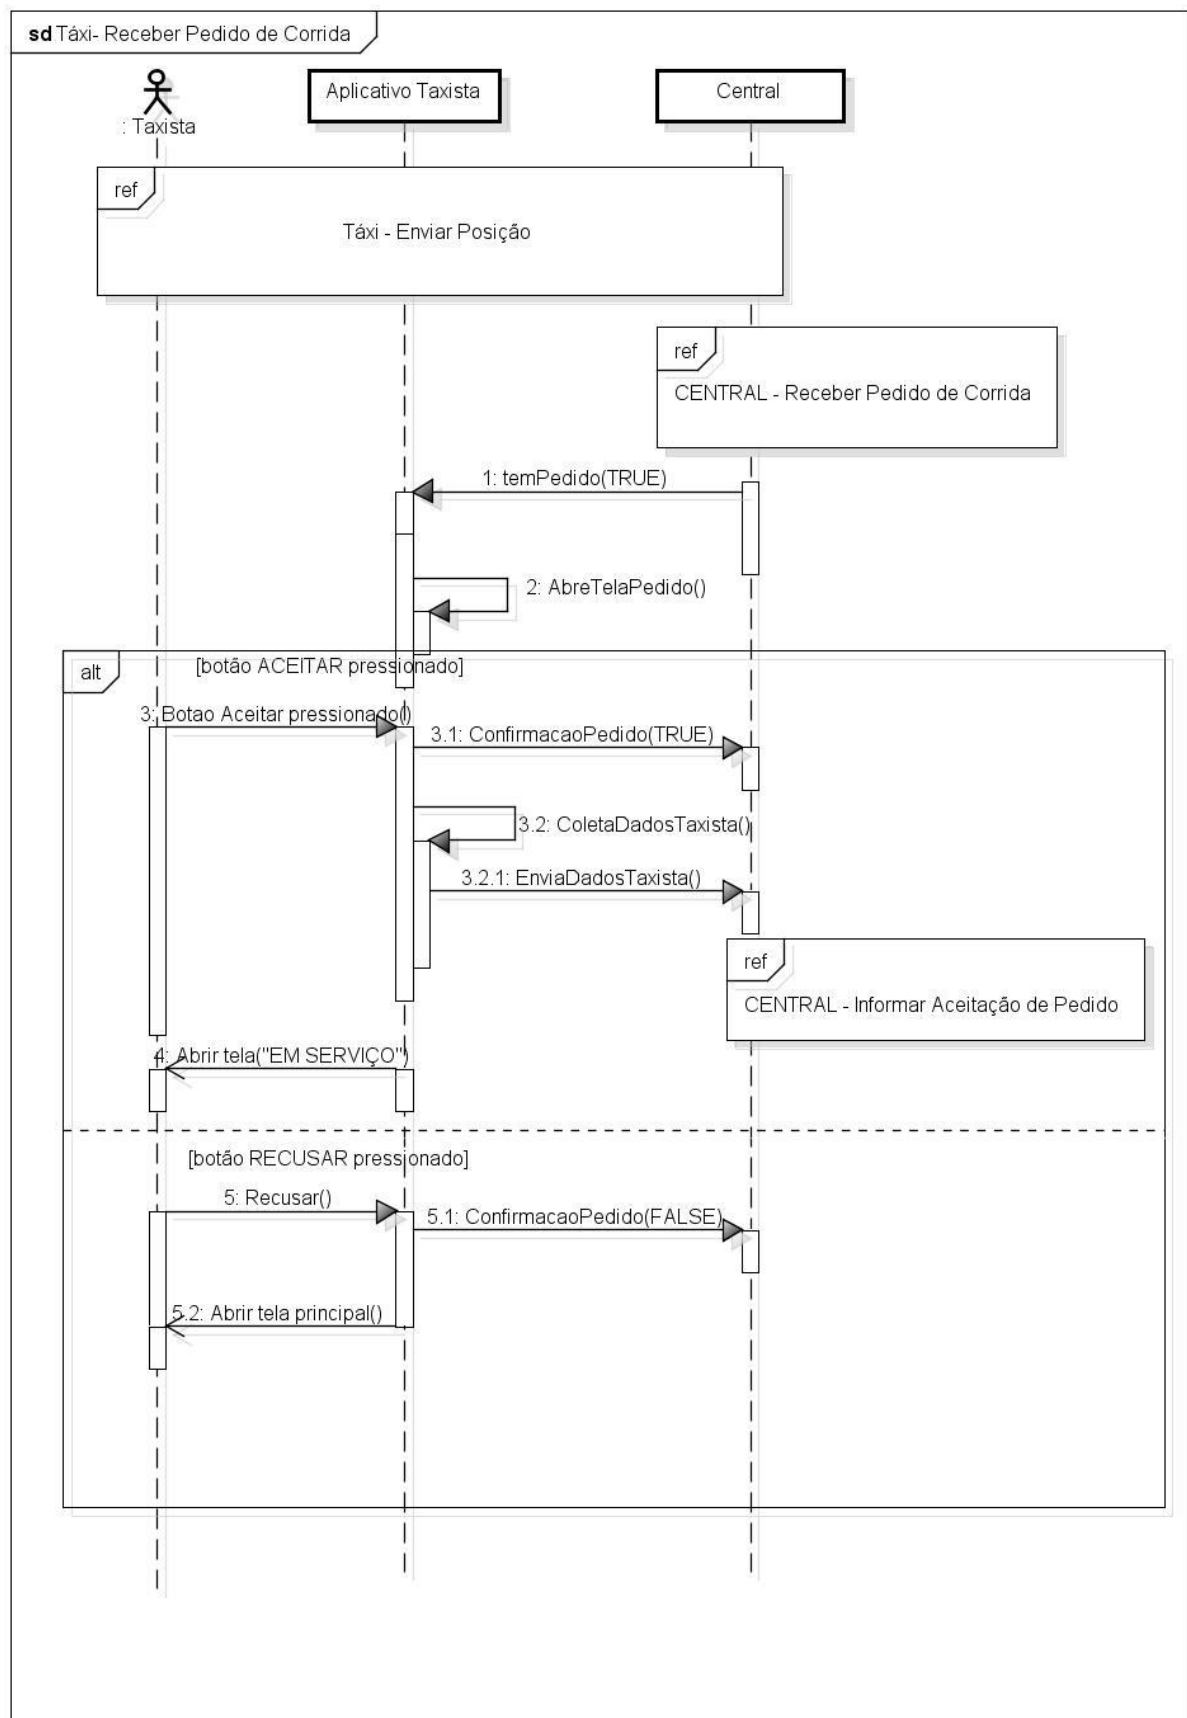 sd Táxi- Receber Pedido de Corrida
: Taxista
Aplicativo Taxista
Central
ref
Táxi - Enviar Posição
ref
CENTRAL - Receber Pedido de Corrida
1: temPedido(TRUE)
2: AbreTelaPedido()
alt
[botão ACEITAR pressionado]
3: Botao Aceitar pressionado()
3.1: ConfirmacaoPedido(TRUE)
3.2: ColetaDadosTaxista()
3.2.1: EnviaDadosTaxista()
ref
CENTRAL - Informar Aceitação de Pedido
4: Abrir tela("EM SERVIÇO")
[botão RECUSAR pressionado]
5: Recusar()
5.1: ConfirmacaoPedido(FALSE)
5.2: Abrir tela principal()